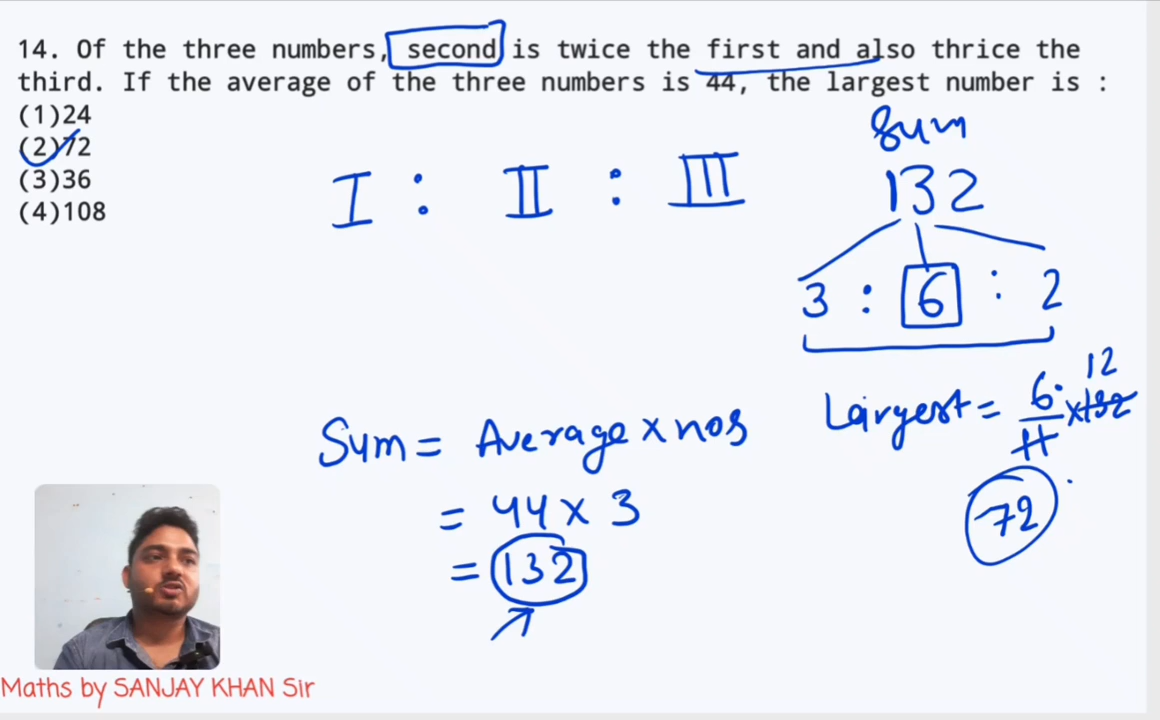 14. Of the three numbers, second is twice the first and also thrice the
third. If the average of the three numbers is 44, the largest number is :
(1)24
(2)72
(3)36
(4)108
Sum
I : II : III
132
3 : 6 : 2
12
Largest = 6/11 x 132
Sum = Average x nos
= 44 x 3
72
= 132
Maths by SANJAY KHAN Sir